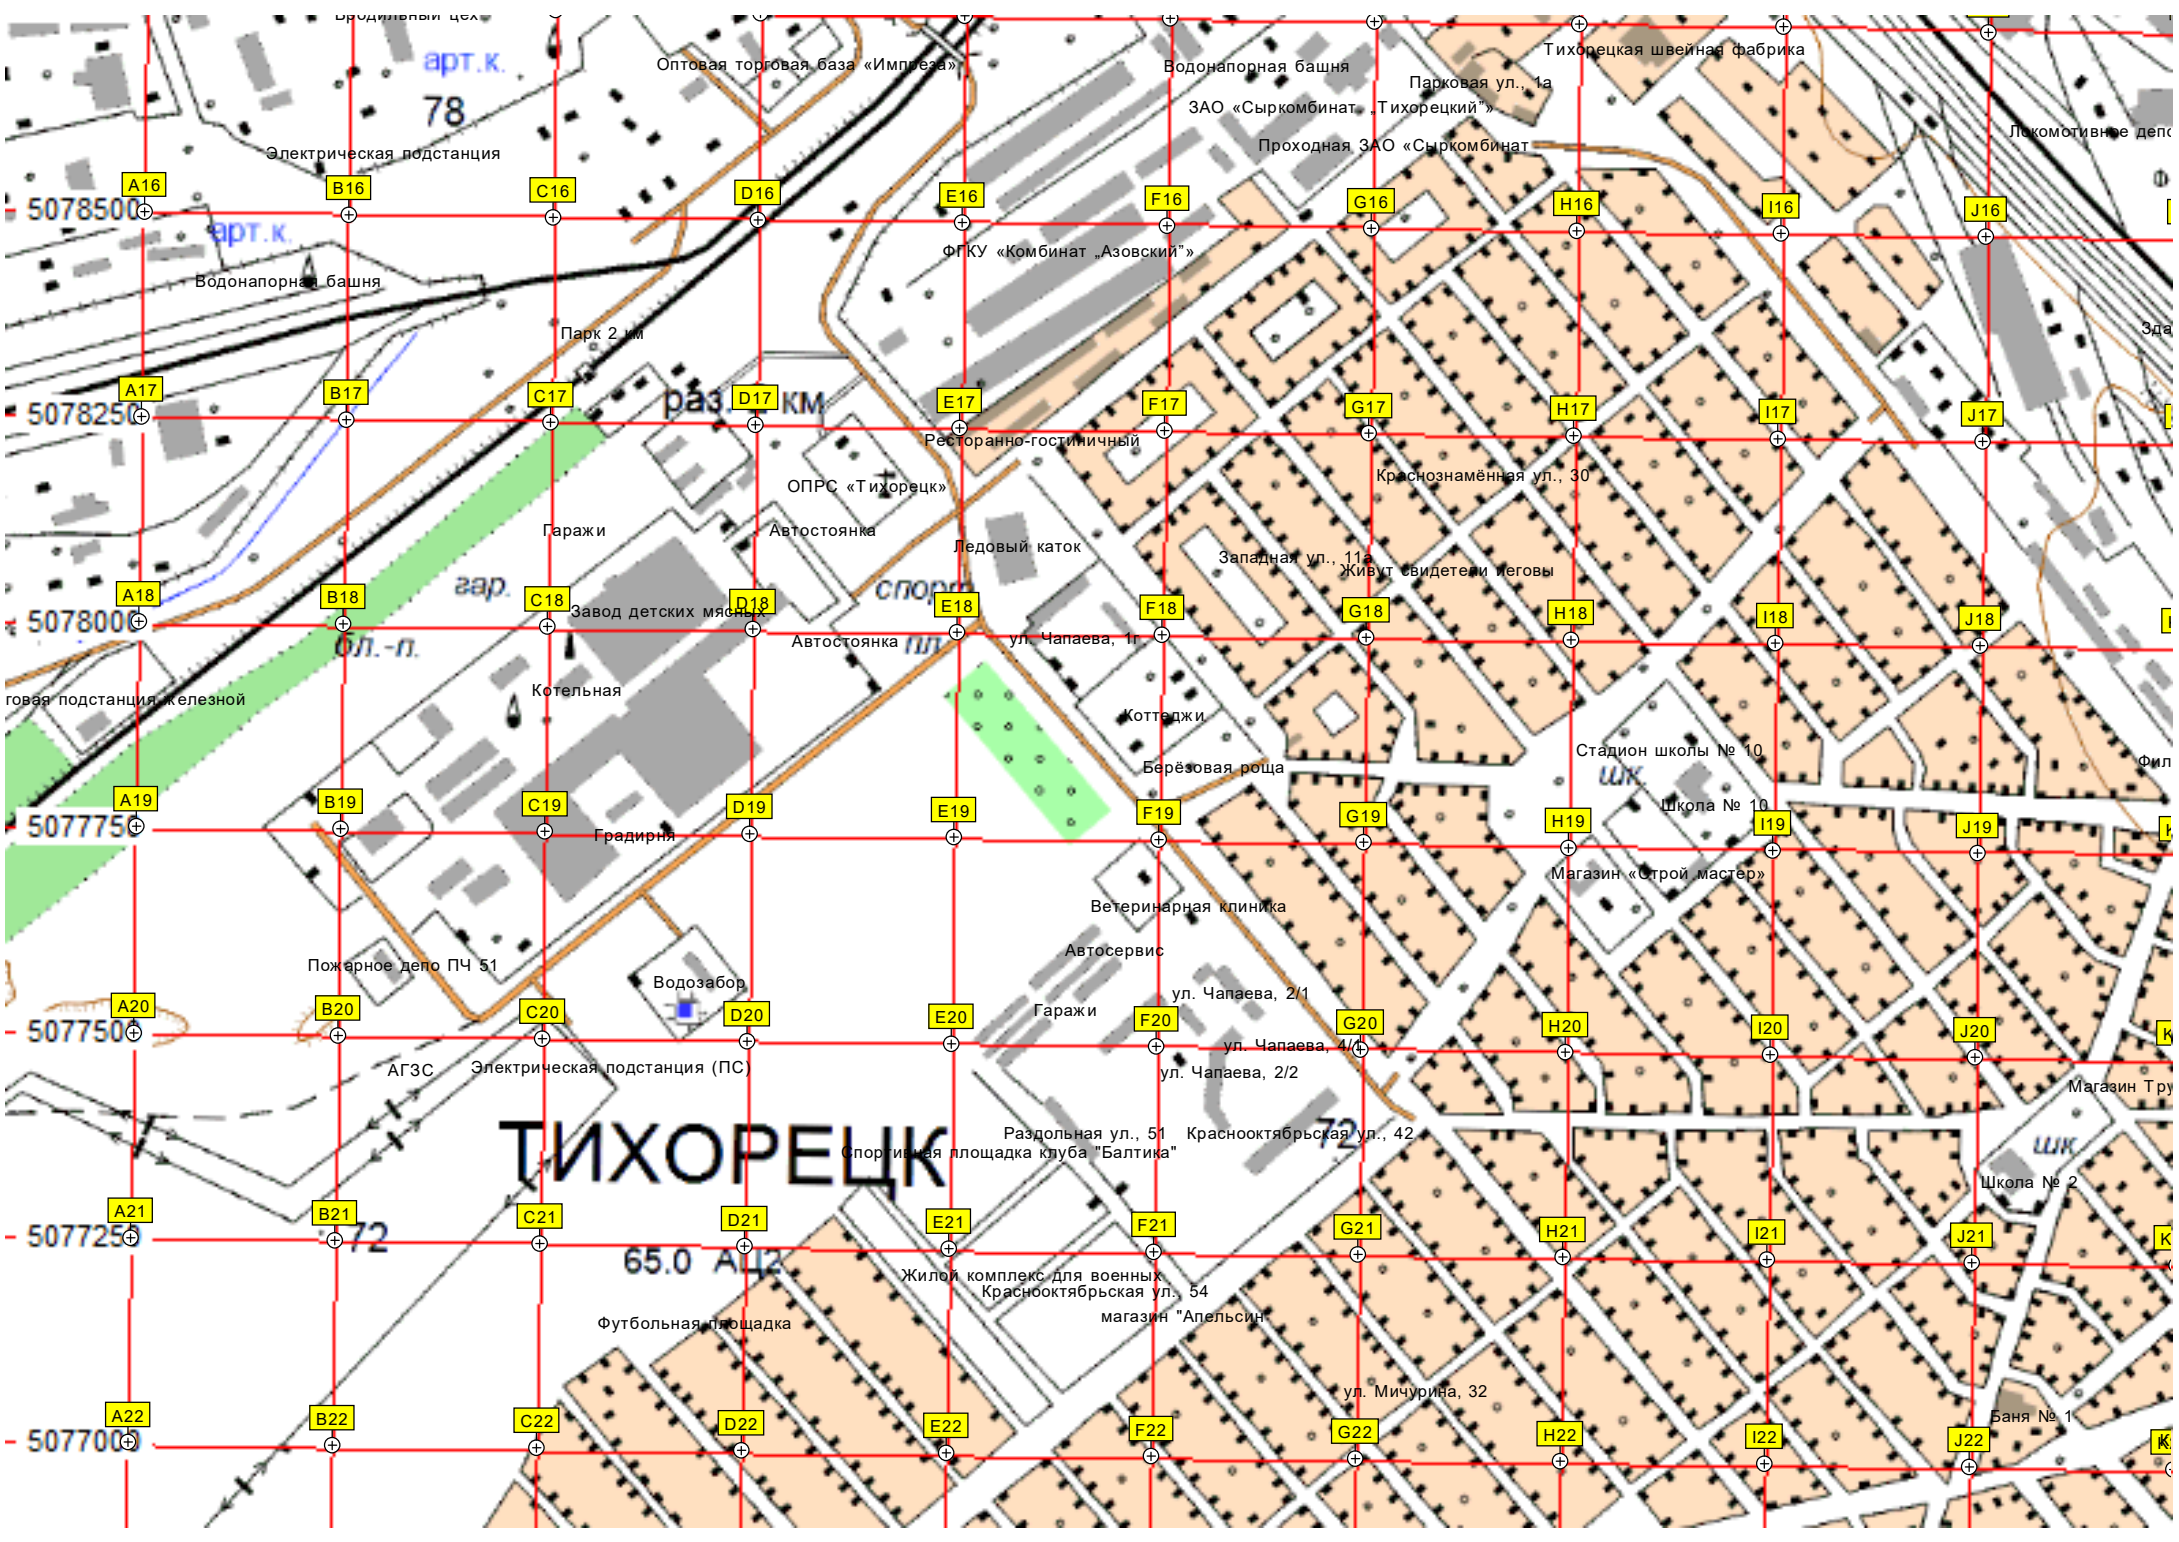 Бродильный цех
арт.к.
Оптовая торговая база «Импреза»
78
Водонапорная башня
Тихорецкая швейная фабрика
Парковая ул., 1а
ЗАО «Сыркомбинат „Тихорецкий"»
Локомотивное депо
Проходная ЗАО «Сыркомбинат
Электрическая подстанция
A16
B16
C16
D16
E16
F16
G16
H16
I16
J16
5078500
арт.к.
ФГКУ «Комбинат „Азовский"»
Водонапорная башня
Парк 2 км
A17
B17
C17
D17
E17
F17
G17
H17
I17
J17
5078250
раз. км
Ресторанно-гостиничный
Краснознамённая ул., 30
ОПРС «Тихорецк»
Гаражи
Автостоянка
Ледовый каток
Западная ул., 11а
Живут свидетели иеговы
гар.
спорт.
A18
B18
C18
D18
E18
F18
G18
H18
I18
J18
5078000
Завод детских мясных
бл.-п.
Автостоянка
пл.
ул. Чапаева, 1г
Котельная
говая подстанция железной
Коттеджи
Стадион школы № 10
шк.
Берёзовая роща
Школа № 10
A19
B19
C19
D19
E19
F19
G19
H19
I19
J19
5077750
Градирня
Магазин «Строй мастер»
Ветеринарная клиника
Автосервис
Пожарное депо ПЧ 51
Водозабор
ул. Чапаева, 2/1
Гаражи
A20
B20
C20
D20
E20
F20
G20
H20
I20
J20
5077500
ул. Чапаева, 4/1
АГЗС
Электрическая подстанция (ПС)
ул. Чапаева, 2/2
Магазин Тру
ТИХОРЕЦК
Раздольная ул., 51
Краснооктябрьская ул., 42
72
шк.
Спортивная площадка клуба "Балтика"
Школа № 2
A21
B21
C21
D21
E21
F21
G21
H21
I21
J21
5077250
72
65.0 АЦ2
Жилой комплекс для военных
Краснооктябрьская ул., 54
магазин "Апельсин
Футбольная площадка
ул. Мичурина, 32
Баня № 1
A22
B22
C22
D22
E22
F22
G22
H22
I22
J22
5077000